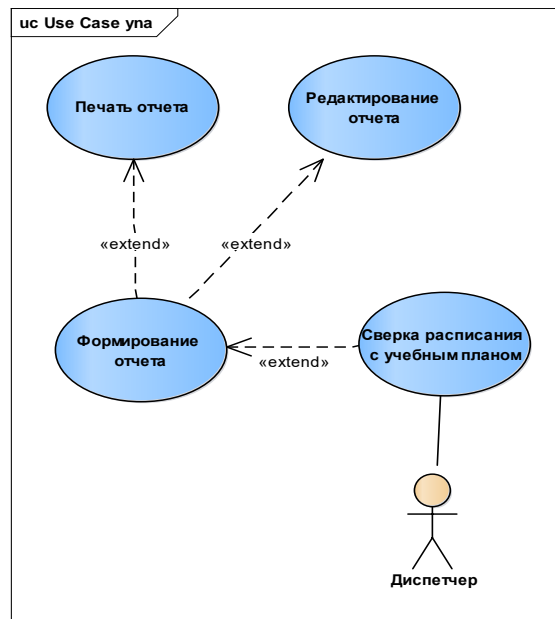 uc Use Case упа
Печать отчета
Редактирование
отчета
«extend»
«extend»
Формирование
отчета
«extend»
Сверка расписания
с учебным планом
Диспетчер